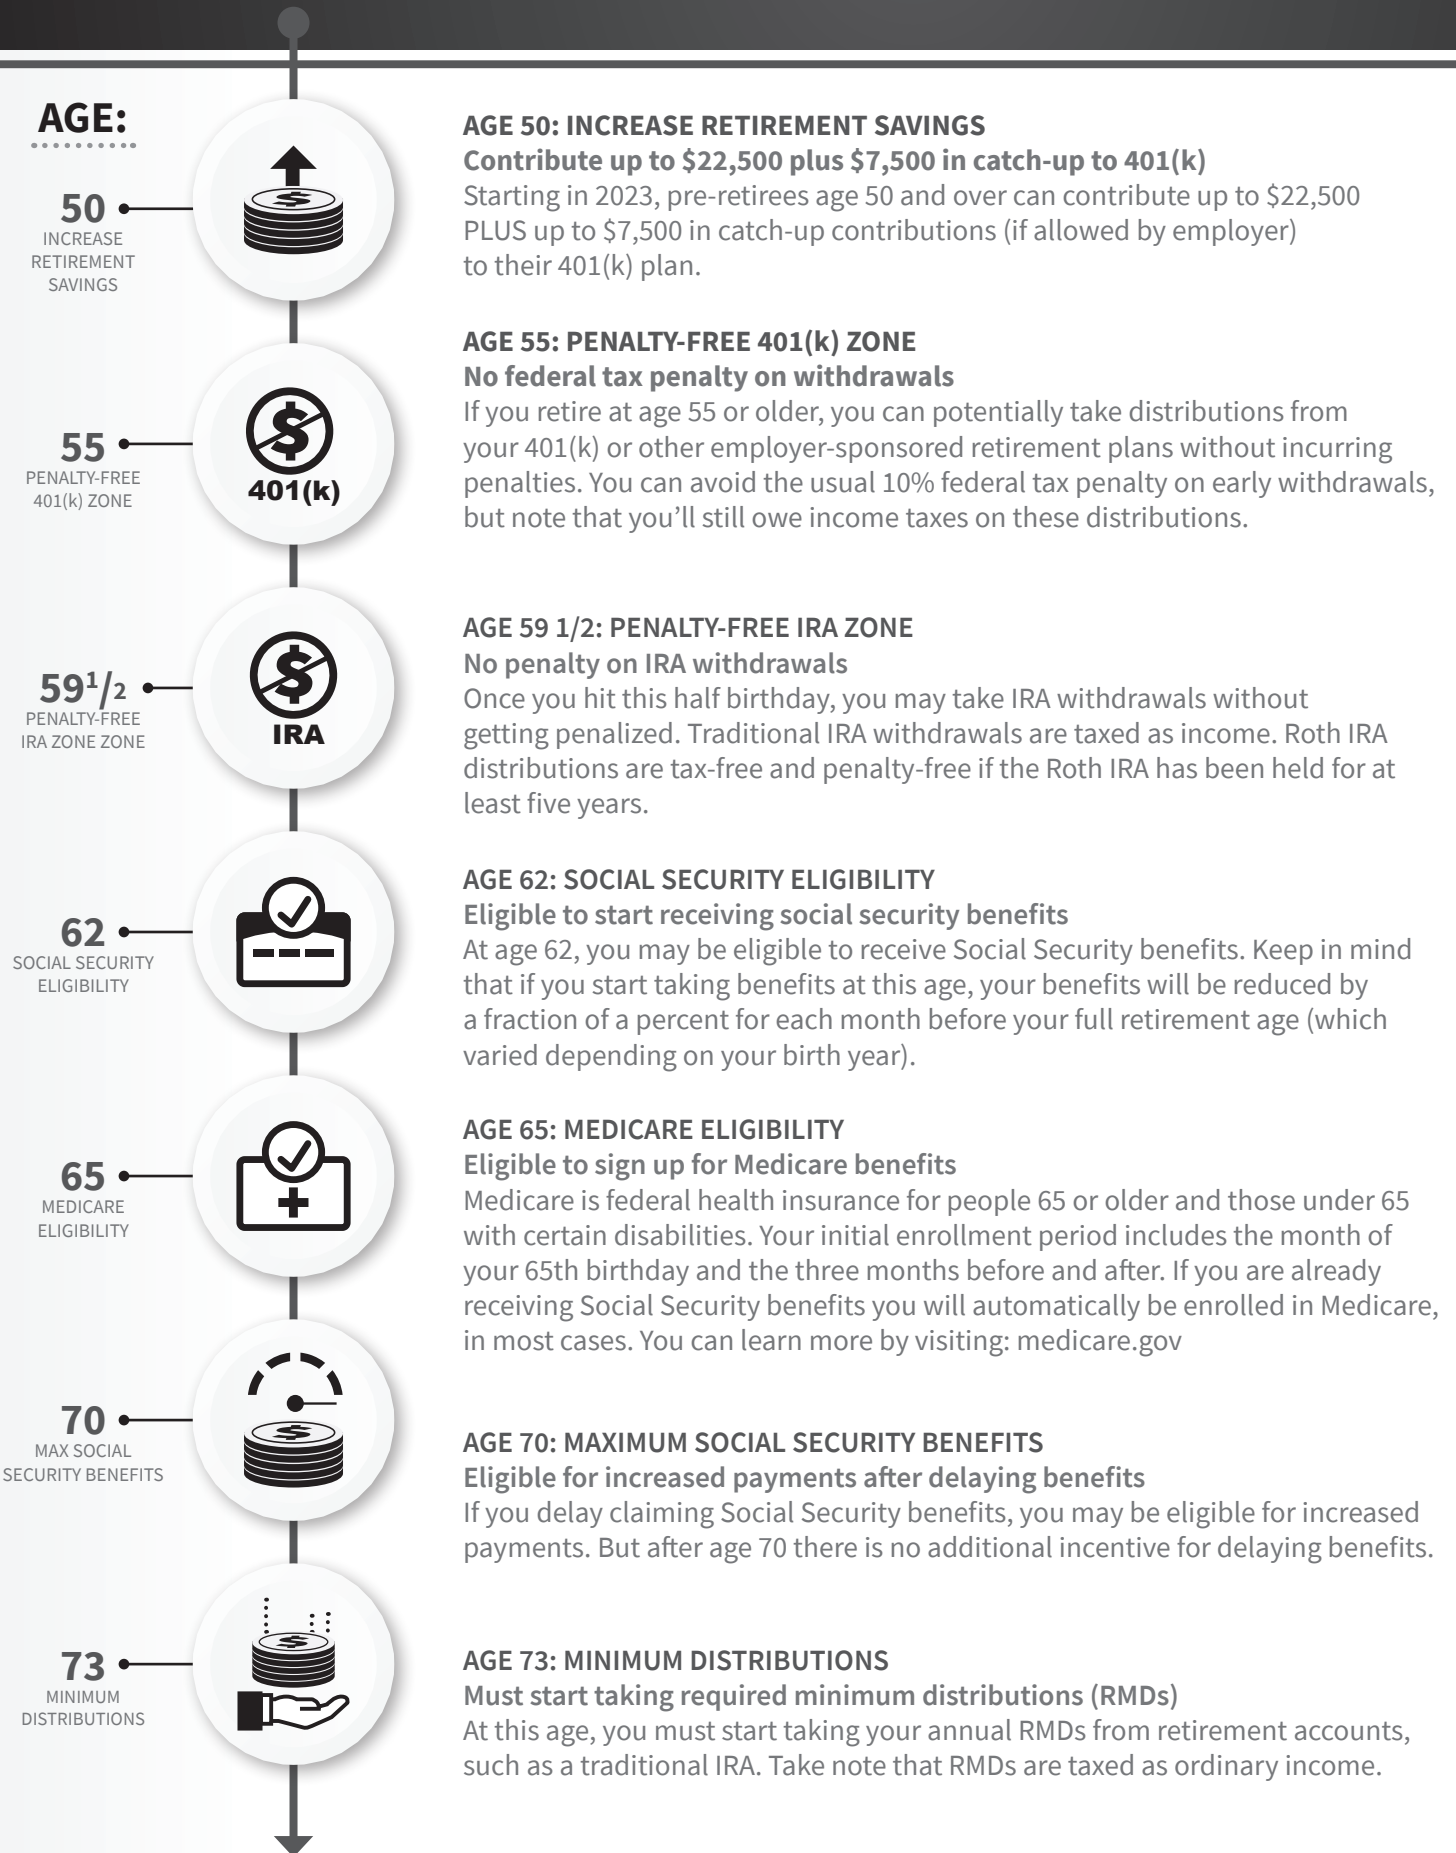 AGE:
50
INCREASE
RETIREMENT
SAVINGS
AGE 50: INCREASE RETIREMENT SAVINGS
Contribute up to $22,500 plus $7,500 in catch-up to 401(k)
Starting in 2023, pre-retirees age 50 and over can contribute up to $22,500
PLUS up to $7,500 in catch-up contributions (if allowed by employer)
to their 401(k) plan.
55
PENALTY-FREE
401(k) ZONE
$
401(k)
AGE 55: PENALTY-FREE 401(k) ZONE
No federal tax penalty on withdrawals
If you retire at age 55 or older, you can potentially take distributions from
your 401(k) or other employer-sponsored retirement plans without incurring
penalties. You can avoid the usual 10% federal tax penalty on early withdrawals,
but note that you’ll still owe income taxes on these distributions.
59¹/₂
PENALTY-FREE
IRA ZONE ZONE
$
IRA
AGE 59 1/2: PENALTY-FREE IRA ZONE
No penalty on IRA withdrawals
Once you hit this half birthday, you may take IRA withdrawals without
getting penalized. Traditional IRA withdrawals are taxed as income. Roth IRA
distributions are tax-free and penalty-free if the Roth IRA has been held for at
least five years.
62
SOCIAL SECURITY
ELIGIBILITY
AGE 62: SOCIAL SECURITY ELIGIBILITY
Eligible to start receiving social security benefits
At age 62, you may be eligible to receive Social Security benefits. Keep in mind
that if you start taking benefits at this age, your benefits will be reduced by
a fraction of a percent for each month before your full retirement age (which
varied depending on your birth year).
65
MEDICARE
ELIGIBILITY
AGE 65: MEDICARE ELIGIBILITY
Eligible to sign up for Medicare benefits
Medicare is federal health insurance for people 65 or older and those under 65
with certain disabilities. Your initial enrollment period includes the month of
your 65th birthday and the three months before and after. If you are already
receiving Social Security benefits you will automatically be enrolled in Medicare,
in most cases. You can learn more by visiting: medicare.gov
70
MAX SOCIAL
SECURITY BENEFITS
AGE 70: MAXIMUM SOCIAL SECURITY BENEFITS
Eligible for increased payments after delaying benefits
If you delay claiming Social Security benefits, you may be eligible for increased
payments. But after age 70 there is no additional incentive for delaying benefits.
73
MINIMUM
DISTRIBUTIONS
AGE 73: MINIMUM DISTRIBUTIONS
Must start taking required minimum distributions (RMDs)
At this age, you must start taking your annual RMDs from retirement accounts,
such as a traditional IRA. Take note that RMDs are taxed as ordinary income.